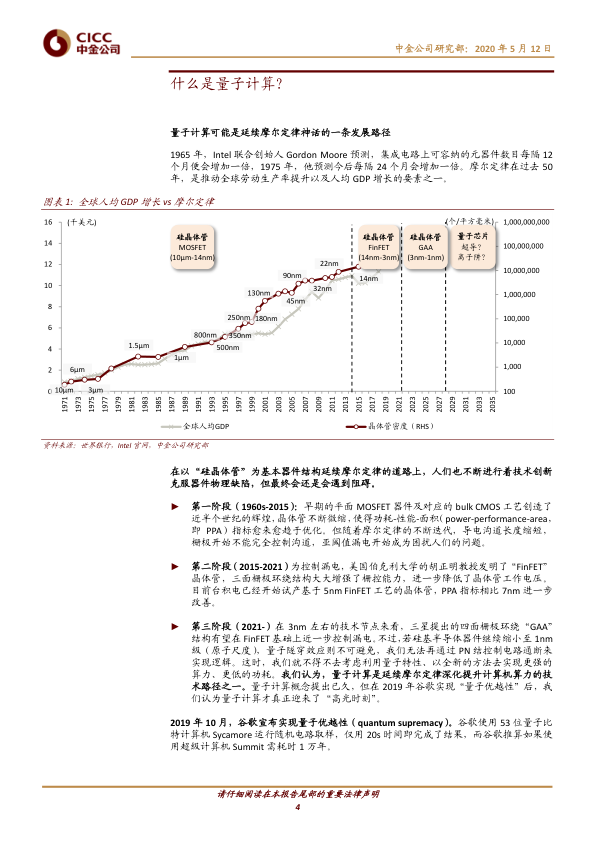 CICC
中金公司
中金公司研究部：2020 年 5 月 12 日
什么是量子计算？
量子计算可能是延续摩尔定律神话的一条发展路径
1965 年，Intel 联合创始人 Gordon Moore 预测，集成电路上可容纳的元器件数目每隔 12
个月便会增加一倍，1975 年，他预测今后每隔 24 个月会增加一倍。摩尔定律在过去 50
年，是推动全球劳动生产率提升以及人均 GDP 增长的要素之一。
图表 1：全球人均 GDP 增长 vs 摩尔定律
(千美元)
(个/平方毫米)
16
14
12
10
8
6
4
2
0
1,000,000,000
100,000,000
10,000,000
1,000,000
100,000
10,000
1,000
100
硅晶体管
MOSFET
(10μm-14nm)
硅晶体管
FinFET
(14nm-3nm)
硅晶体管
GAA
(3nm-1nm)
量子芯片
超导?
离子阱?
10μm
6μm
3μm
1.5μm
1μm
800nm
500nm
350nm
250nm
180nm
130nm
90nm
45nm
32nm
22nm
14nm
1971 1973 1975 1977 1979 1981 1983 1985 1987 1989 1991 1993 1995 1997 1999 2001 2003 2005 2007 2009 2011 2013 2015 2017 2019 2021 2023 2025 2027 2029 2031 2033 2035
全球人均GDP
晶体管密度（RHS）
资料来源：世界银行，Intel 官网，中金公司研究部
在以“硅晶体管”为基本器件结构延续摩尔定律的道路上，人们也不断进行着技术创新
克服器件物理缺陷，但最终会还是会遇到阻碍。
► 第一阶段（1960s-2015）：早期的平面 MOSFET 器件及对应的 bulk CMOS 工艺创造了
近半个世纪的辉煌，晶体管不断微缩，使得功耗-性能-面积（power-performance-area，
即 PPA）指标愈来愈趋于优化。但随着摩尔定律的不断迭代，导电沟道长度缩短，
栅极开始不能完全控制沟道，亚阈值漏电开始成为困扰人们的问题。
► 第二阶段（2015-2021）为控制漏电，美国伯克利大学的胡正明教授发明了“FinFET”
晶体管，三面栅极环绕结构大大增强了栅控能力，进一步降低了晶体管工作电压。
目前台积电已经开始试产基于 5nm FinFET 工艺的晶体管，PPA 指标相比 7nm 进一步
改善。
► 第三阶段（2021-）在 3nm 左右的技术节点来看，三星提出的四面栅极环绕“GAA”
结构有望在 FinFET 基础上近一步控制漏电。不过，若硅基半导体器件继续缩小至 1nm
级（原子尺度），量子隧穿效应则不可避免，我们无法再通过 PN 结控制电路通断来
实现逻辑。这时，我们就不得不去考虑利用量子特性，以全新的方法去实现更强的
算力、更低的功耗。我们认为，量子计算是延续摩尔定律深化提升计算机算力的技
术路径之一。量子计算概念提出已久，但在 2019 年谷歌实现“量子优越性”后，我
们认为量子计算才真正迎来了“高光时刻”。
2019 年 10 月，谷歌宣布实现量子优越性（quantum supremacy）。谷歌使用 53 位量子比
特计算机 Sycamore 运行随机电路取样，仅用 20s 时间即完成了结果，而谷歌推算如果使
用超级计算机 Summit 需耗时 1 万年。
请仔细阅读在本报告尾部的重要法律声明
4